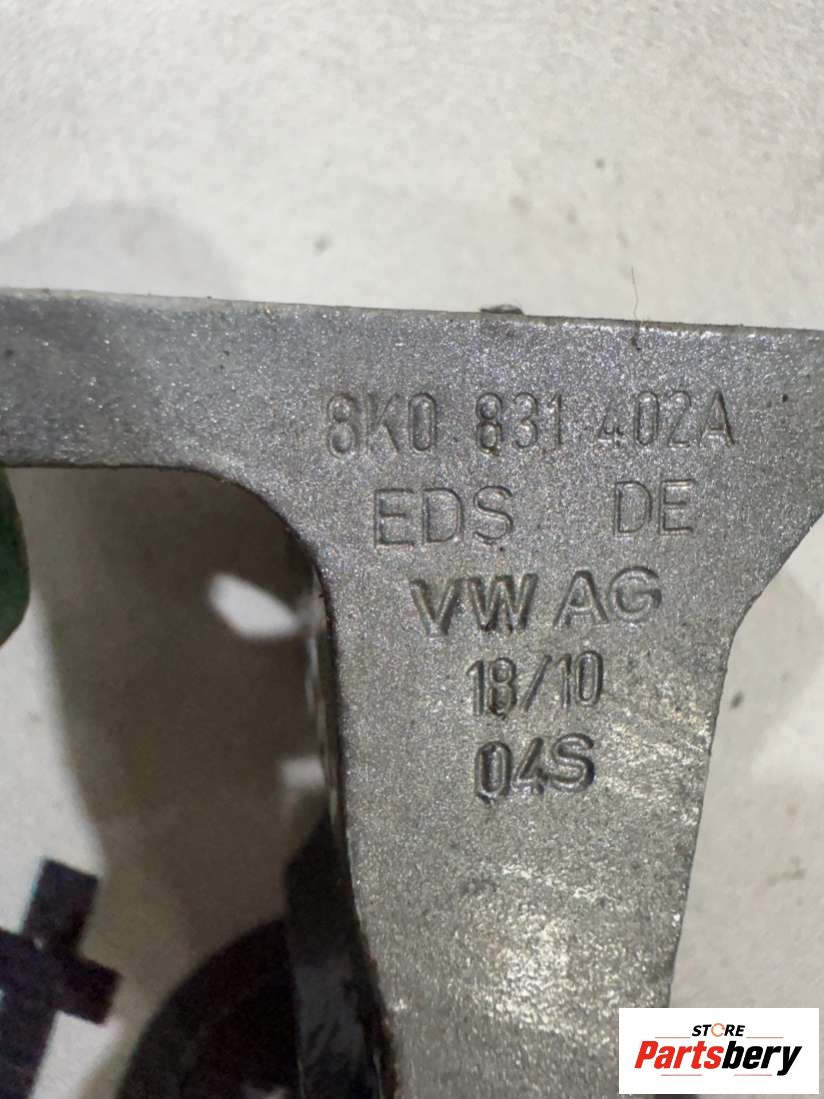 8K0 831 402A
EDS DE
VW AG
18/10
04S
STORE
Partsbery